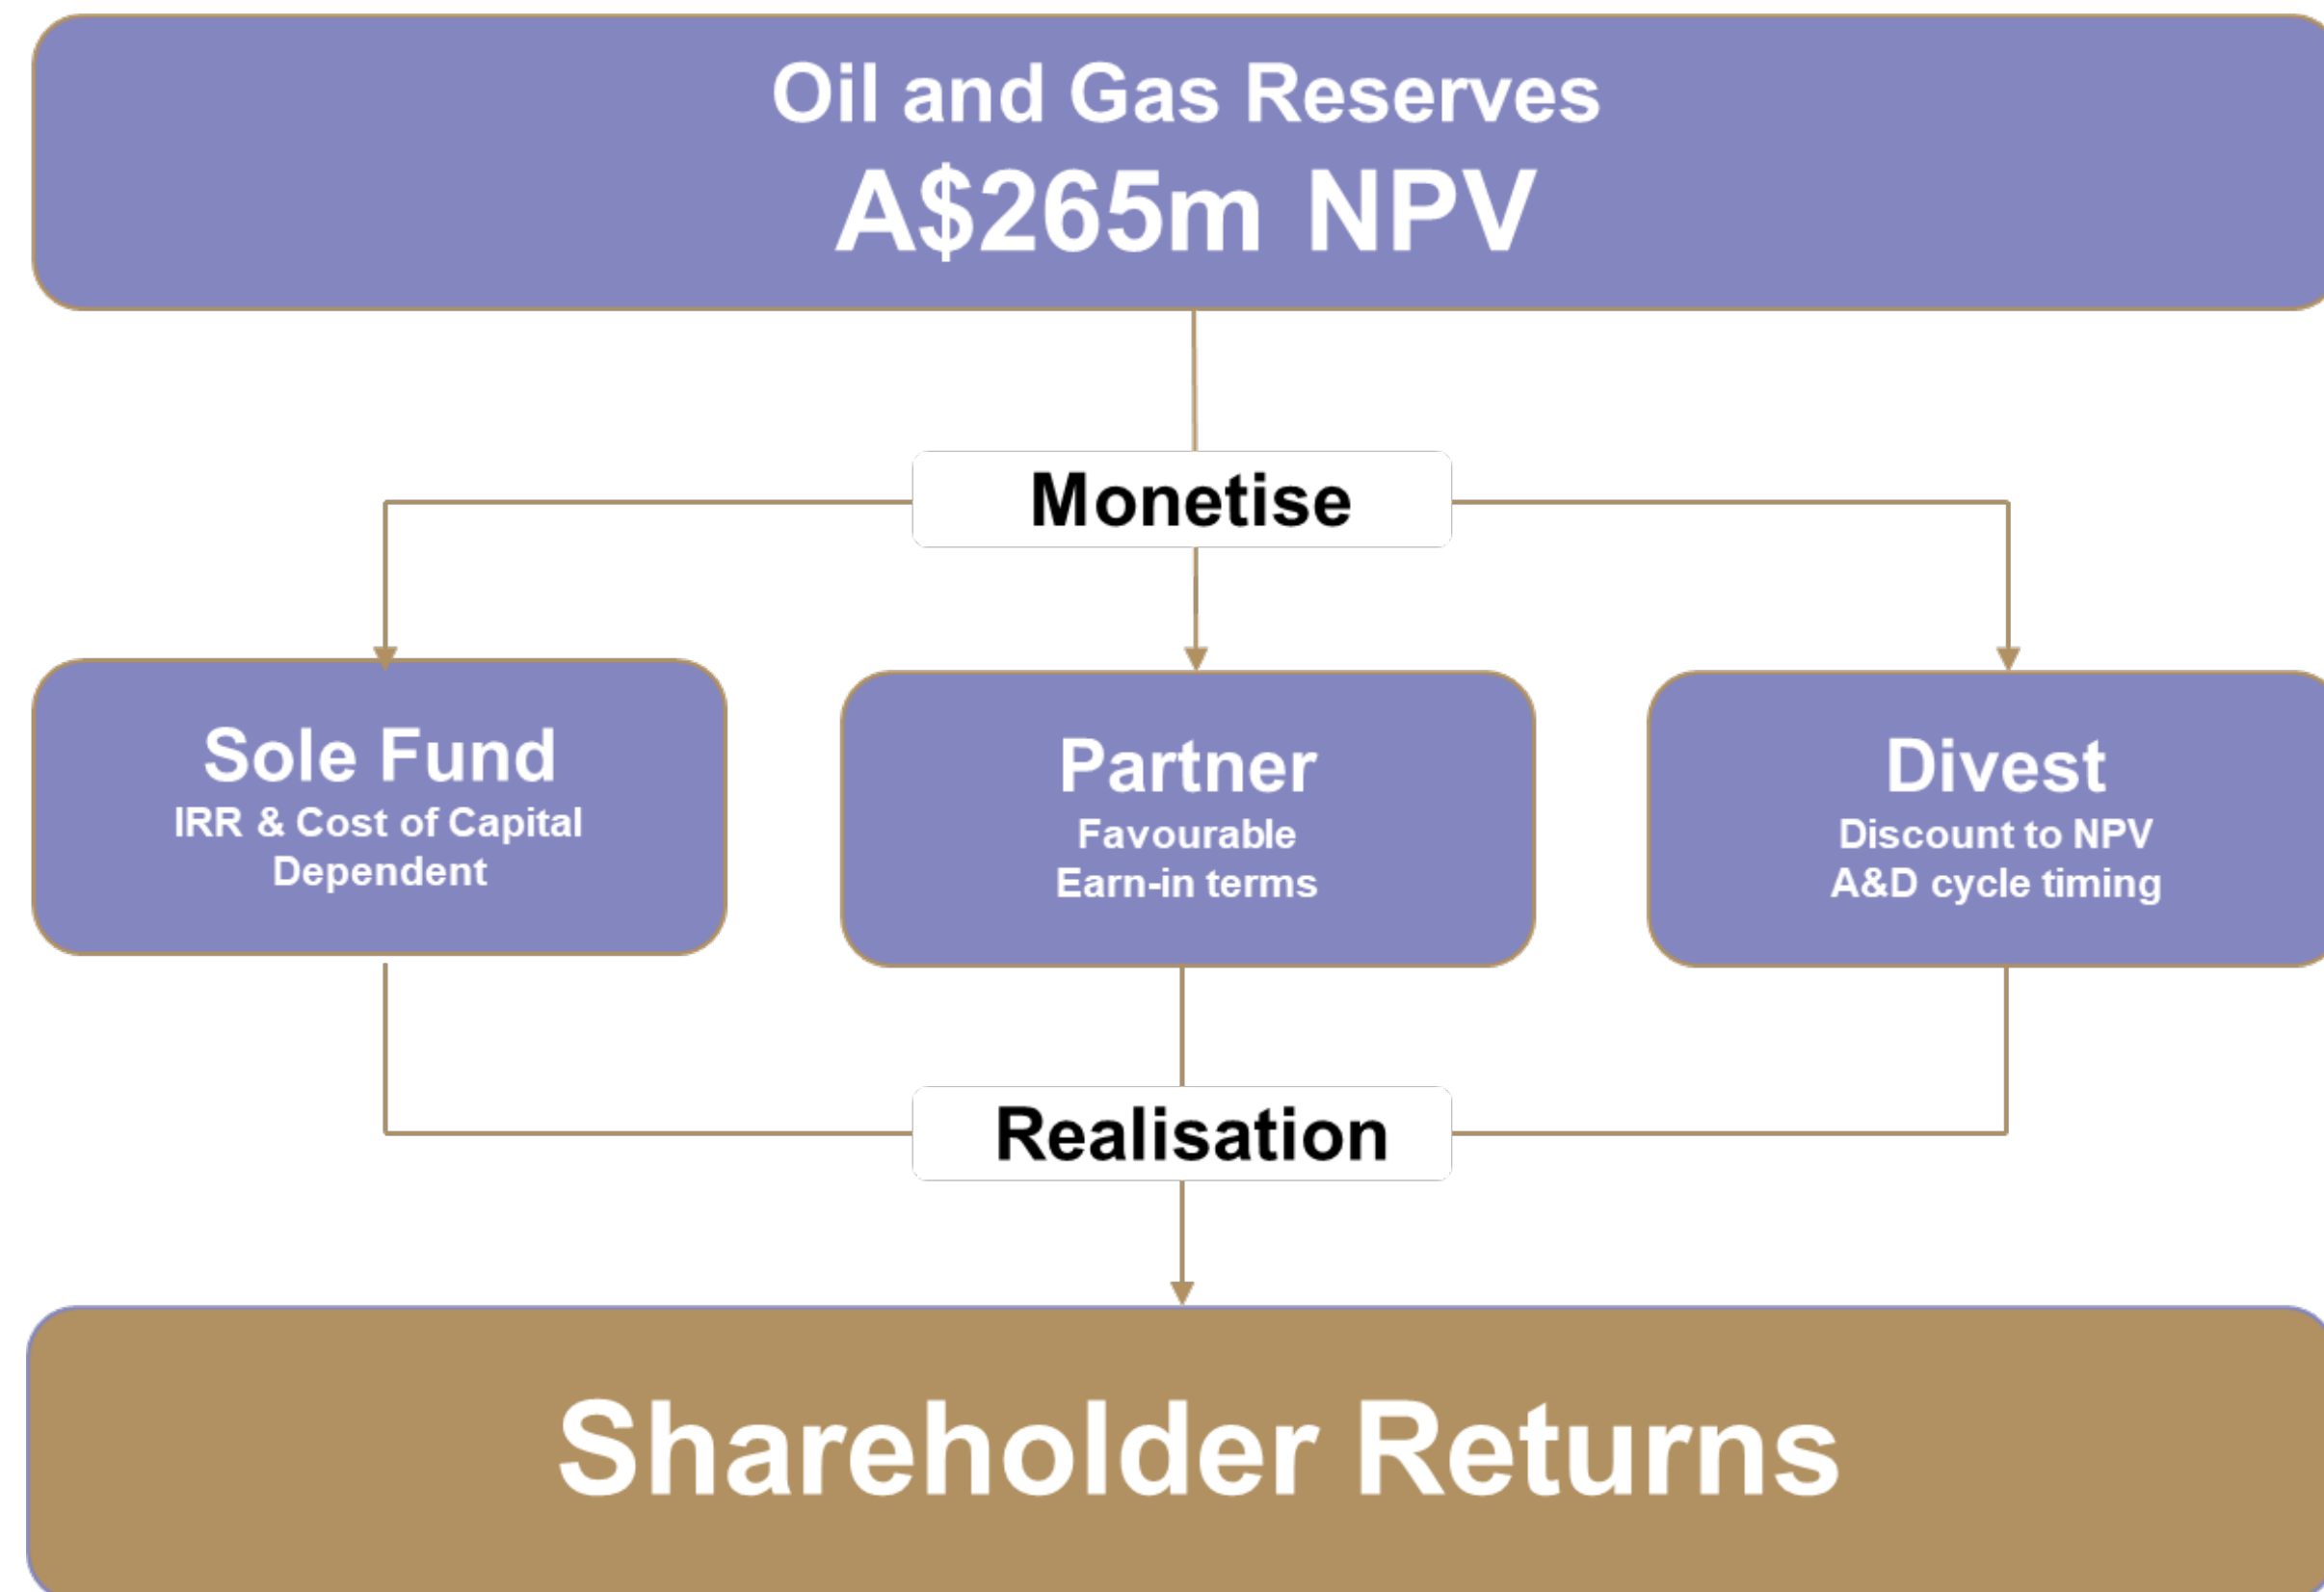 Oil and Gas Reserves
A$265m NPV
Monetise
Sole Fund
IRR & Cost of Capital
Dependent
Partner
Favourable
Earn-in terms
Divest
Discount to NPV
A&D cycle timing
Realisation
Shareholder Returns